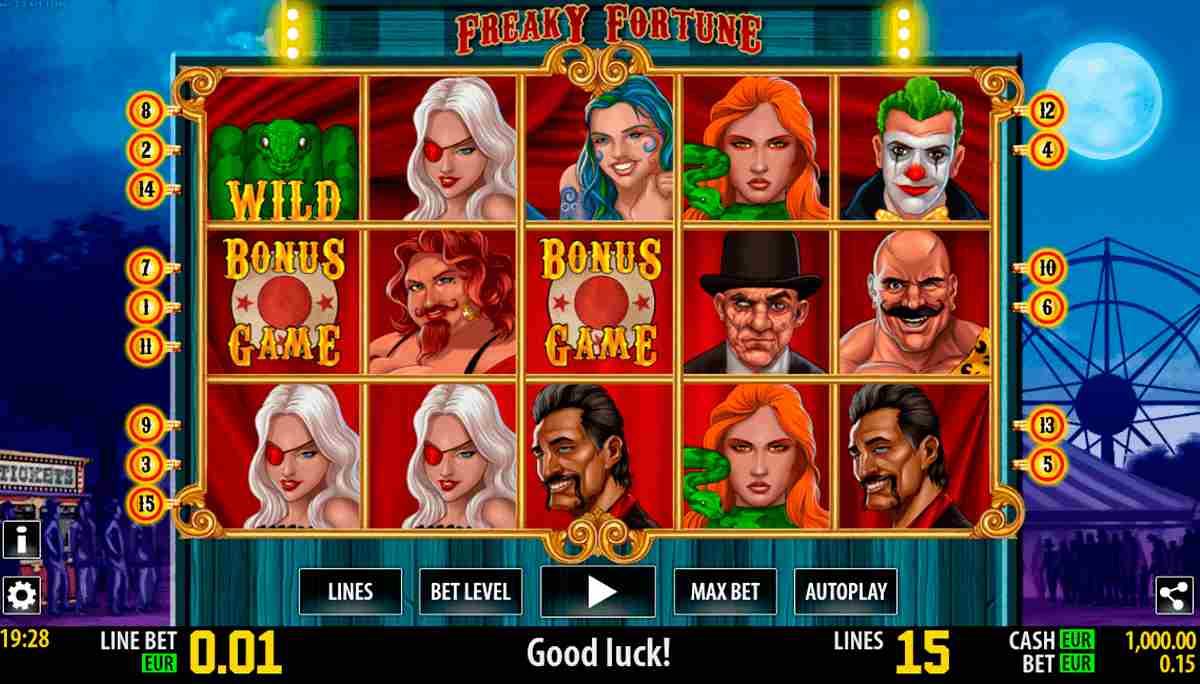 FREAKY FORTUNE
8
12
2
4
14
WILD
BONUS
GAME
BONUS
GAME
7
10
1
6
11
9
13
3
5
15
TICKETS
i
LINES
BET LEVEL
MAX BET
AUTOPLAY
19:28
LINE BET
EUR
0.01
Good luck!
LINES
15
CASH EUR 1,000.00
BET EUR 0.15